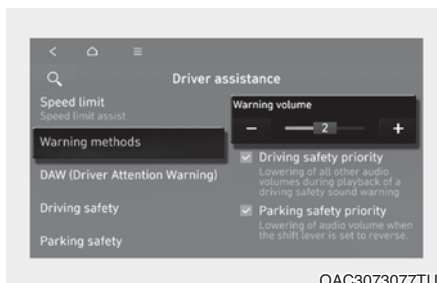 Driver assistance
Speed limit
Speed limit assist
Warning methods
DAW (Driver Attention Warning)
Driving safety
Parking safety
Warning volume
− 2 +
Driving safety priority
Lowering of all other audio
volumes during playback of a
driving safety sound warning
Parking safety priority
Lowering of audio volume when
the shift lever is set to reverse.
OAC3073077TU